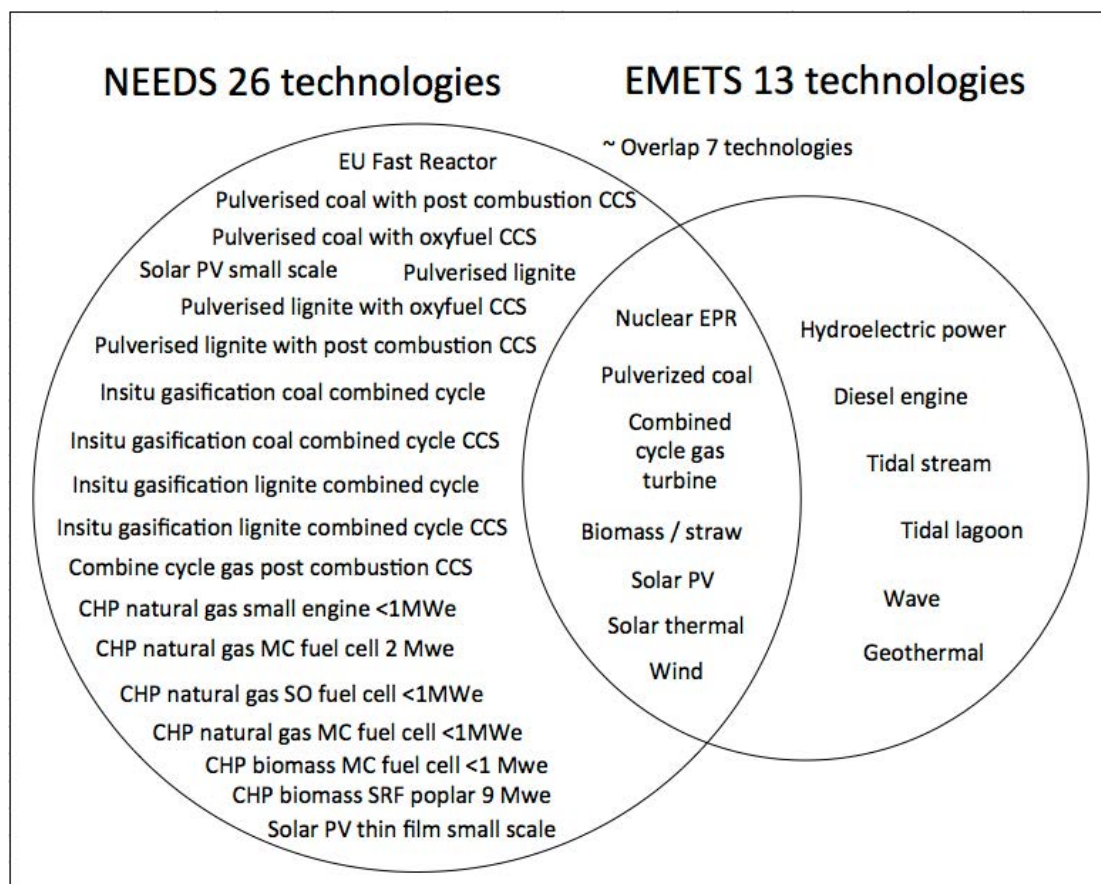 NEEDS 26 technologies
EMETS 13 technologies
~ Overlap 7 technologies
EU Fast Reactor
Pulverised coal with post combustion CCS
Pulverised coal with oxyfuel CCS
Solar PV small scale
Pulverised lignite
Pulverised lignite with oxyfuel CCS
Pulverised lignite with post combustion CCS
Insitu gasification coal combined cycle
Insitu gasification coal combined cycle CCS
Insitu gasification lignite combined cycle
Insitu gasification lignite combined cycle CCS
Combine cycle gas post combustion CCS
CHP natural gas small engine <1MWe
CHP natural gas MC fuel cell 2 Mwe
CHP natural gas SO fuel cell <1MWe
CHP natural gas MC fuel cell <1MWe
CHP biomass MC fuel cell <1 Mwe
CHP biomass SRF poplar 9 Mwe
Solar PV thin film small scale
Nuclear EPR
Pulverized coal
Combined
cycle gas
turbine
Biomass / straw
Solar PV
Solar thermal
Wind
Hydroelectric power
Diesel engine
Tidal stream
Tidal lagoon
Wave
Geothermal